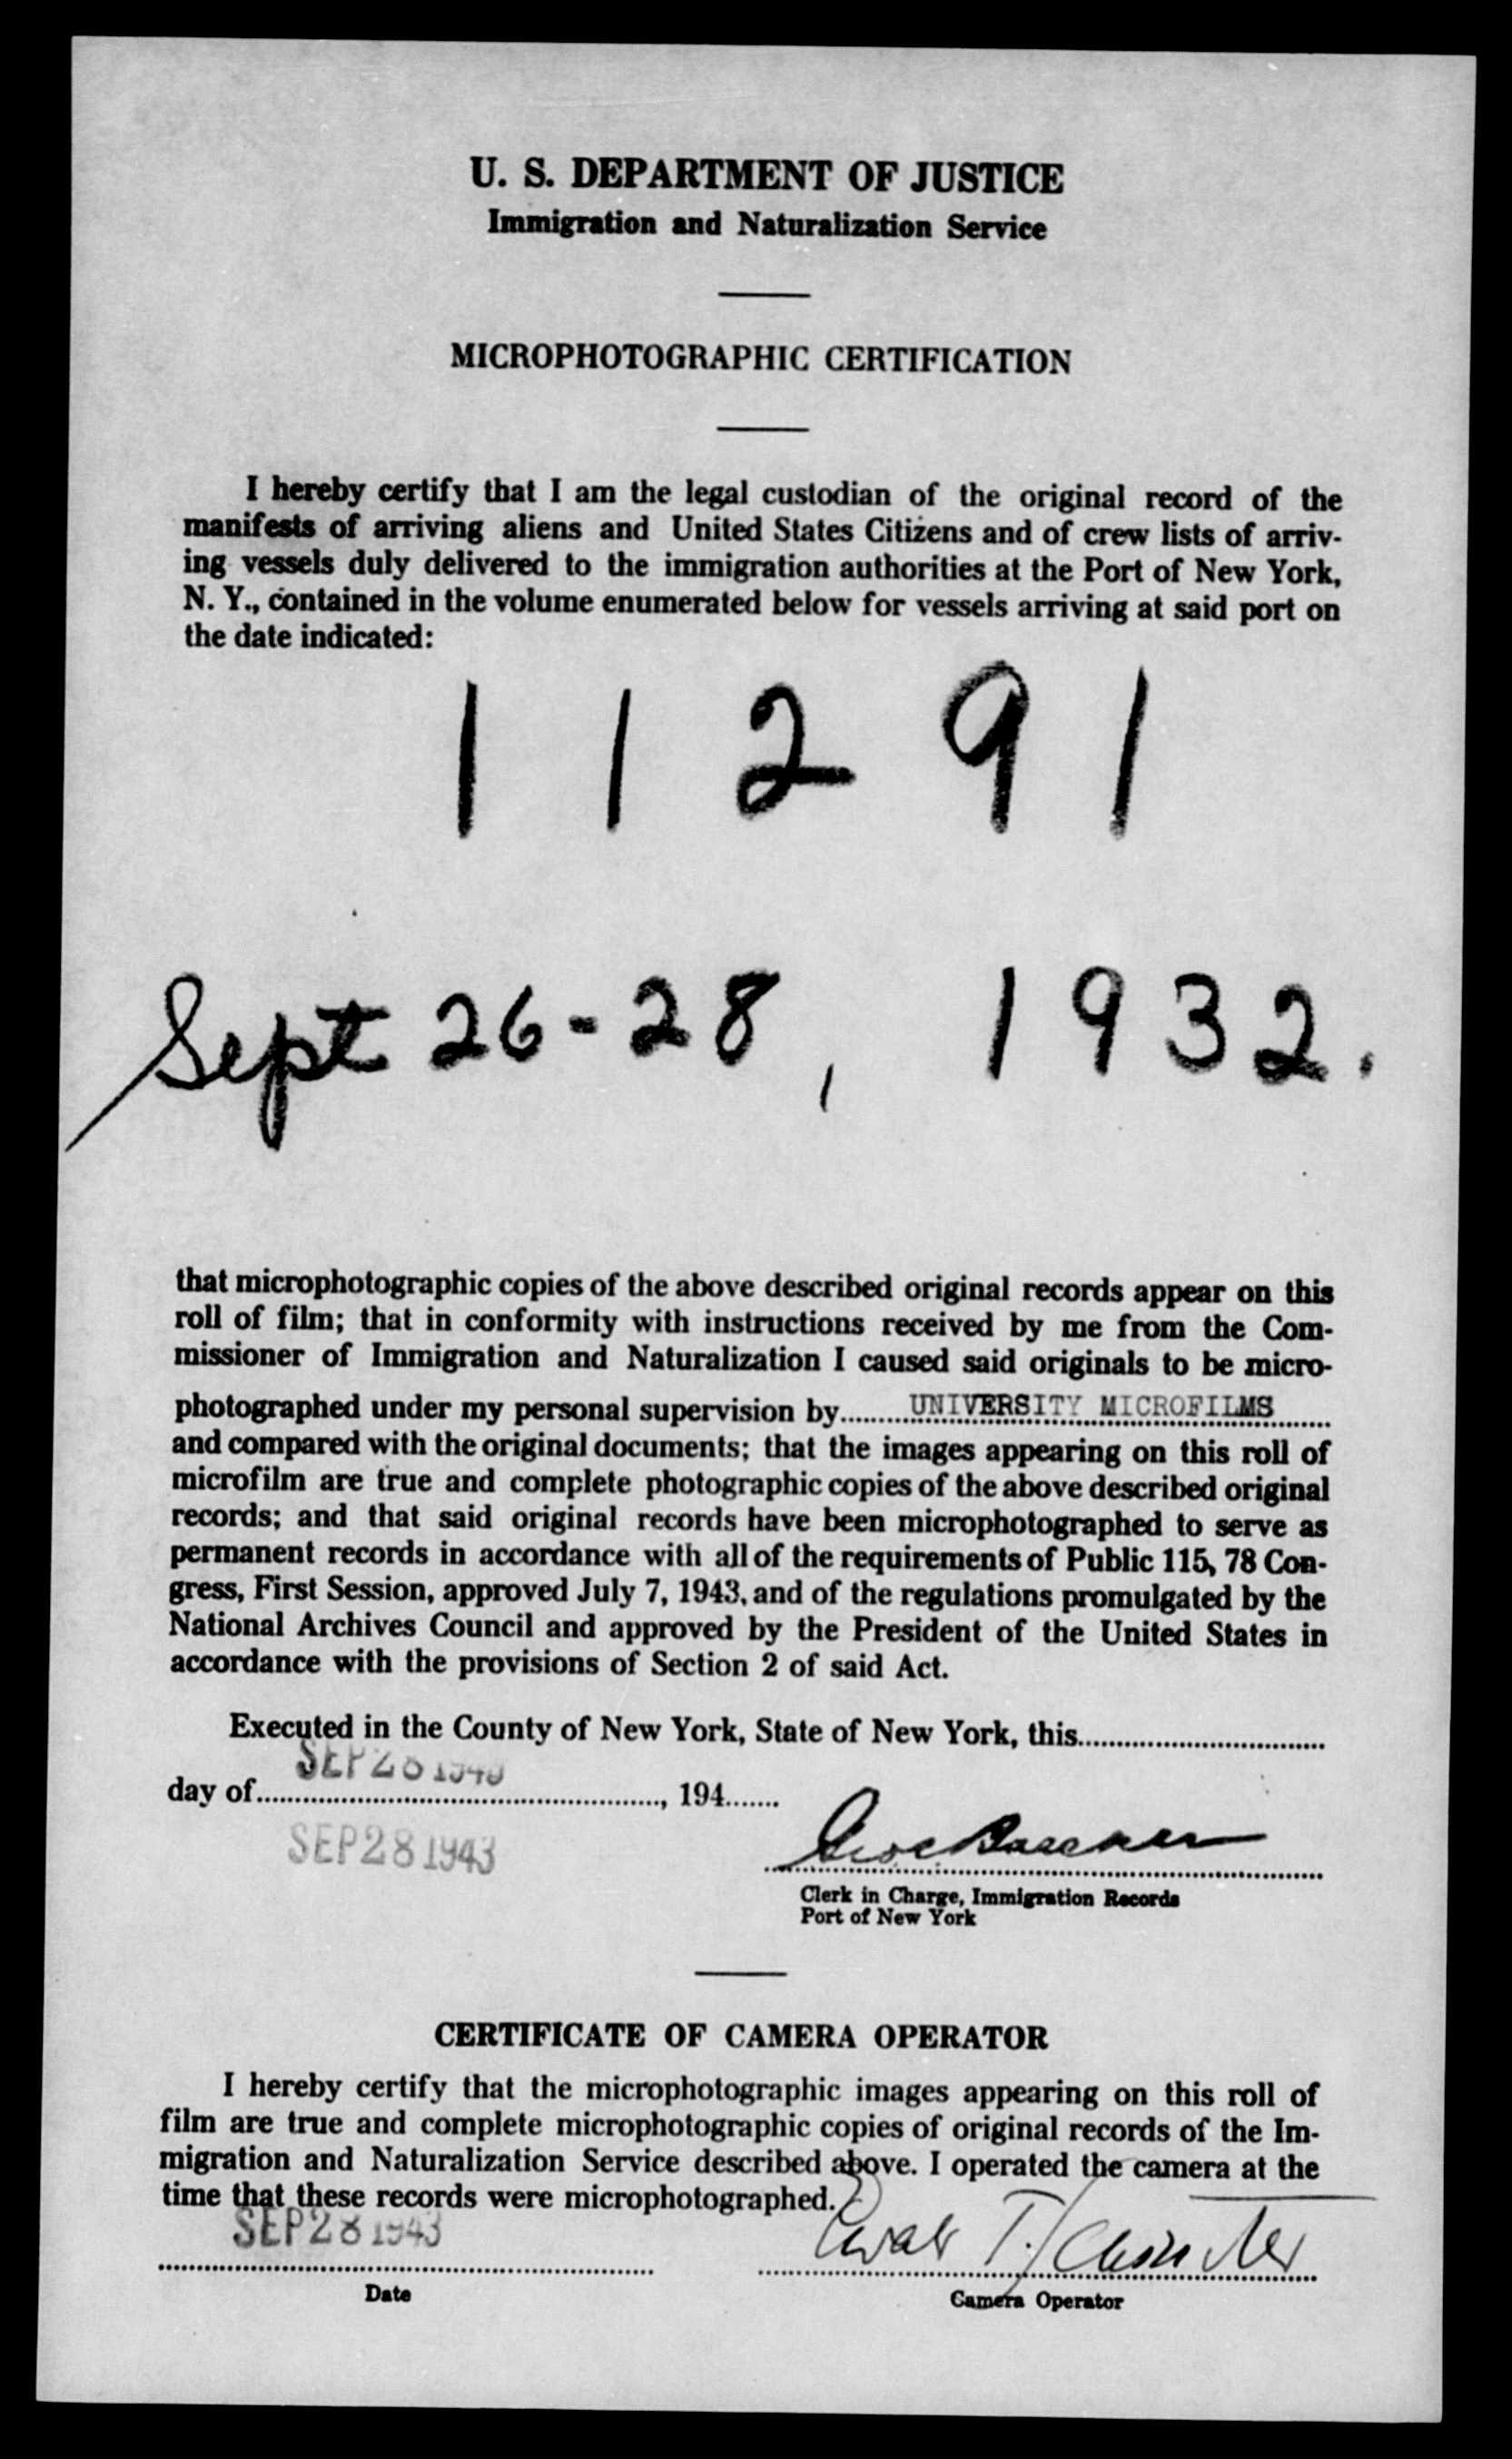 U. S. DEPARTMENT OF JUSTICE
Immigration and Naturalization Service
MICROPHOTOGRAPHIC CERTIFICATION
I hereby certify that I am the legal custodian of the original record of the
manifests of arriving aliens and United States Citizens and of crew lists of arriv-
ing vessels duly delivered to the immigration authorities at the Port of New York,
N. Y., contained in the volume enumerated below for vessels arriving at said port on
the date indicated:
11291
Sept 26-28, 1932.
that microphotographic copies of the above described original records appear on this
roll of film; that in conformity with instructions received by me from the Com-
missioner of Immigration and Naturalization I caused said originals to be micro-
photographed under my personal supervision by UNIVERSITY MICROFILMS
and compared with the original documents; that the images appearing on this roll of
microfilm are true and complete photographic copies of the above described original
records; and that said original records have been microphotographed to serve as
permanent records in accordance with all of the requirements of Public 115, 78 Con-
gress, First Session, approved July 7, 1943, and of the regulations promulgated by the
National Archives Council and approved by the President of the United States in
accordance with the provisions of Section 2 of said Act.
Executed in the County of New York, State of New York, this
SEP 28 1943
day of , 194
SEP 28 1943
Clerk in Charge, Immigration Records
Port of New York
CERTIFICATE OF CAMERA OPERATOR
I hereby certify that the microphotographic images appearing on this roll of
film are true and complete microphotographic copies of original records of the Im-
migration and Naturalization Service described above. I operated the camera at the
time that these records were microphotographed.
SEP 28 1943
Date
Camera Operator